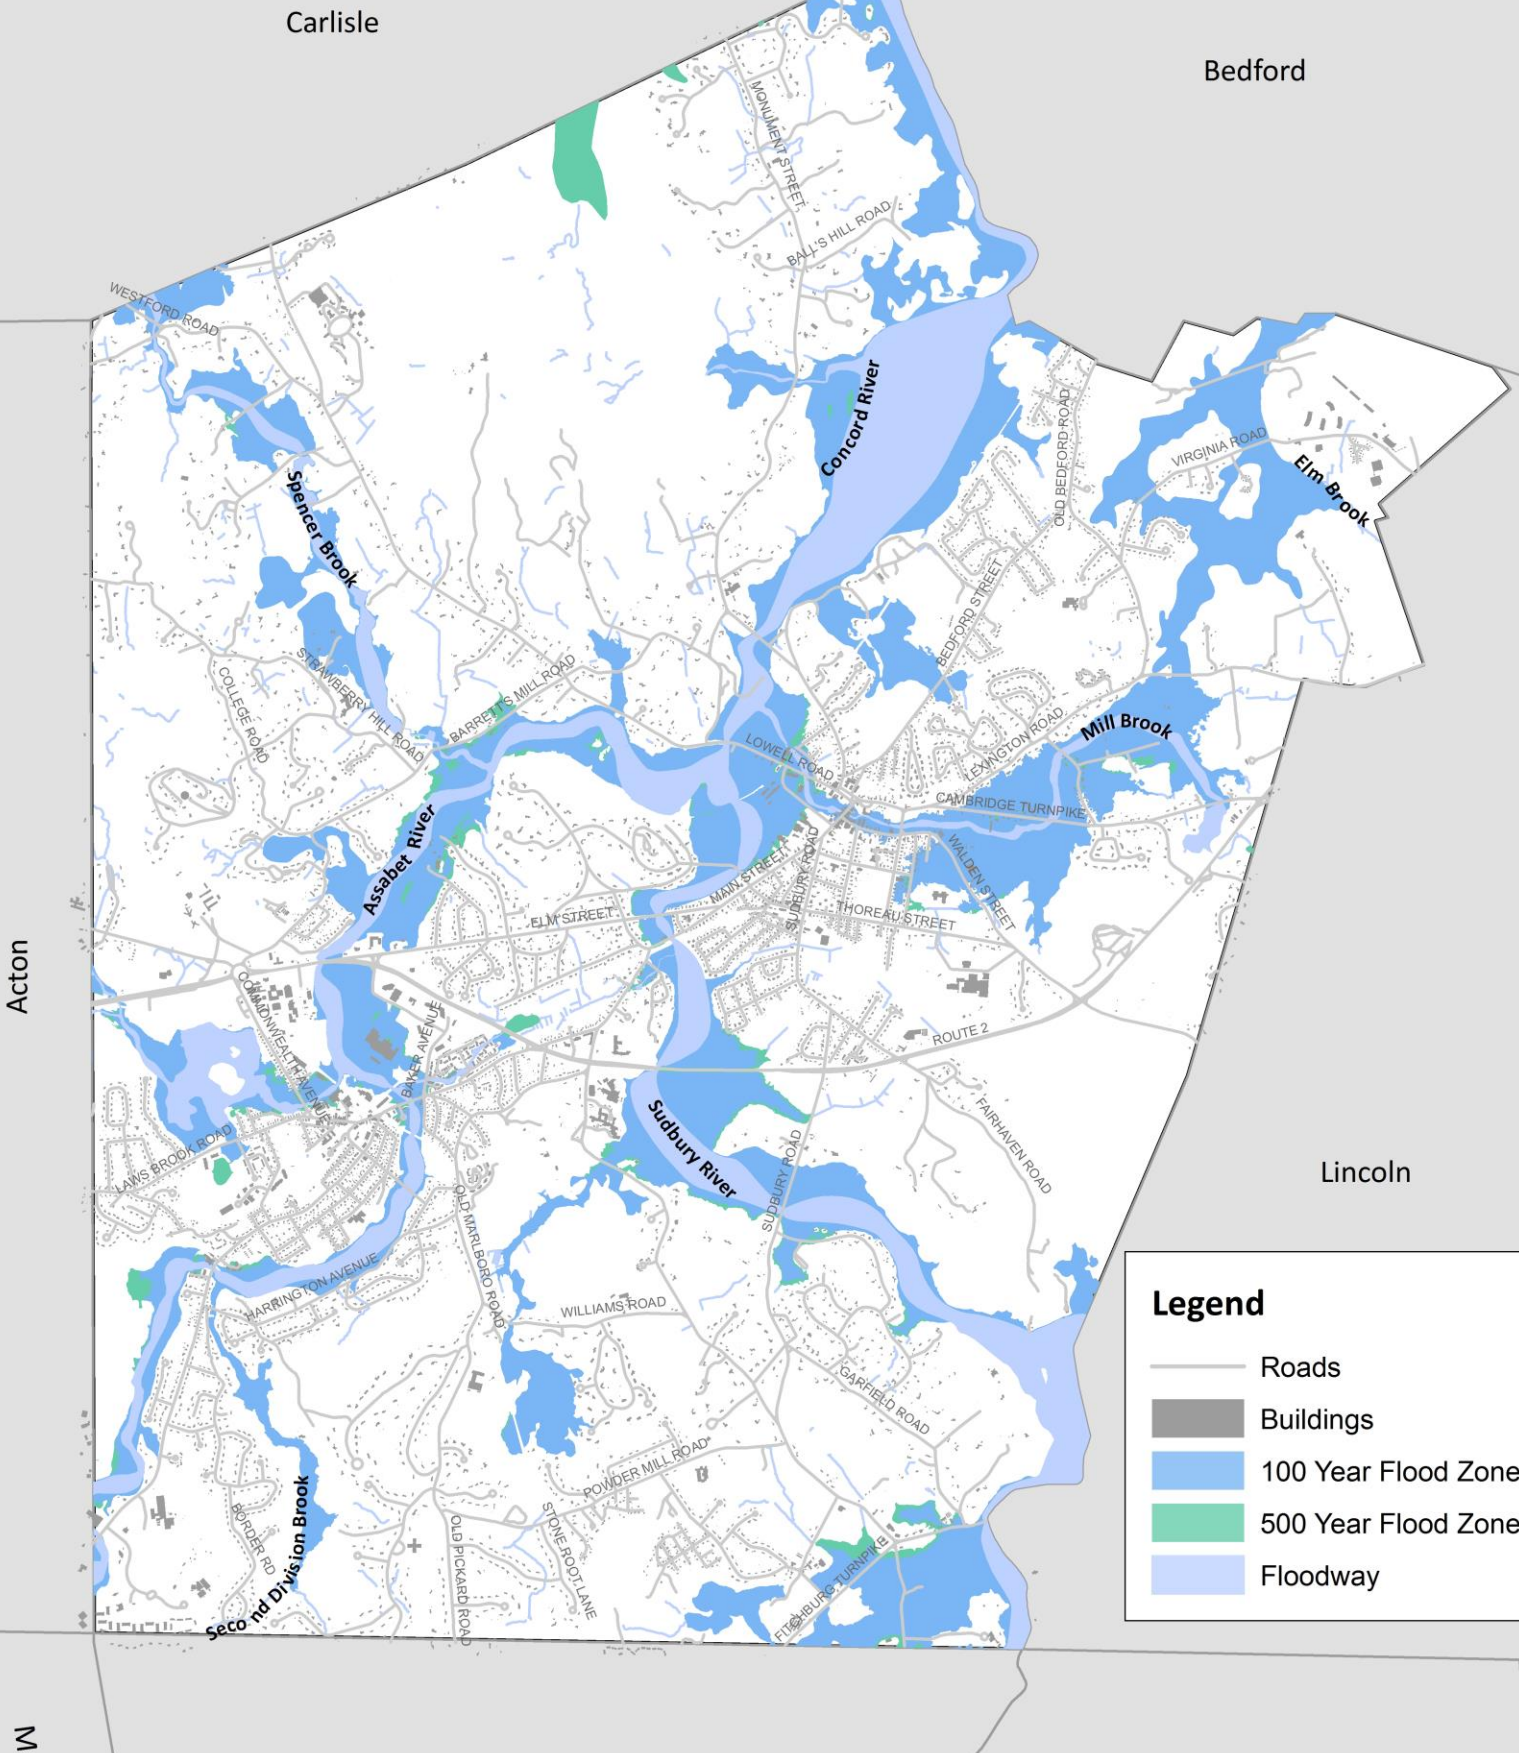 Carlisle
Bedford
MONUMENT STREET
BALL'S HILL ROAD
WESTFORD ROAD
Concord River
OLD BEDFORD ROAD
VIRGINIA ROAD
Elm Brook
Spencer Brook
BEDFORD STREET
STRAWBERRY HILL ROAD
BARRETT'S MILL ROAD
COLLEGE ROAD
LOWELL ROAD
LEXINGTON ROAD
Mill Brook
CAMBRIDGE TURNPIKE
Assabet River
WALDEN STREET
MAIN STREET
SUDBURY ROAD
ELM STREET
THOREAU STREET
Acton
COMMONWEALTH AVENUE
BAKER AVENUE
ROUTE 2
LAWS BROOK ROAD
Sudbury River
FAIRHAVEN ROAD
SUDBURY ROAD
Lincoln
OLD MARLBORO ROAD
HARRINGTON AVENUE
WILLIAMS ROAD
GARFIELD ROAD
POWDER MILL ROAD
BORDER RD
Second Division Brook
OLD PICKARD ROAD
STONE ROOT LANE
FITCHBURG TURNPIKE
Legend
Roads
Buildings
100 Year Flood Zone
500 Year Flood Zone
Floodway
M